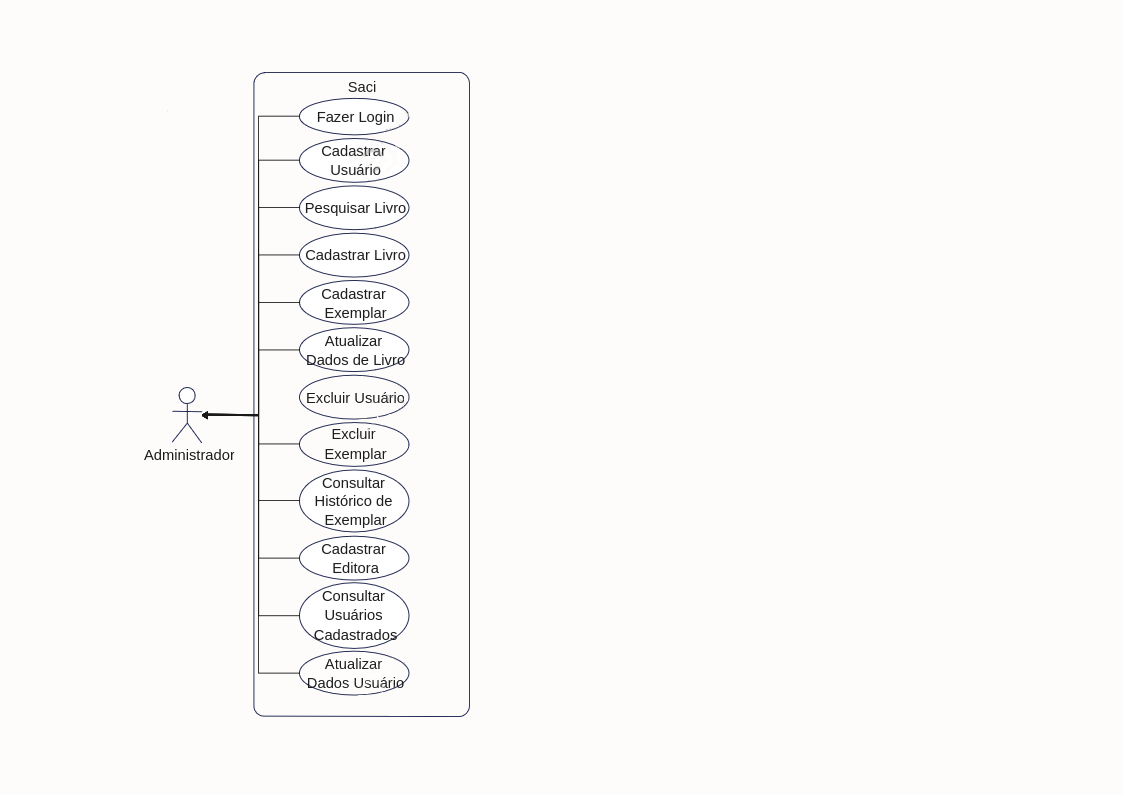 Saci
Fazer Login
Cadastrar
Usuário
Pesquisar Livro
Cadastrar Livro
Cadastrar
Exemplar
Atualizar
Dados de Livro
Excluir Usuário
Excluir
Exemplar
Administrador
Consultar
Histórico de
Exemplar
Cadastrar
Editora
Consultar
Usuários
Cadastrados
Atualizar
Dados Usuário